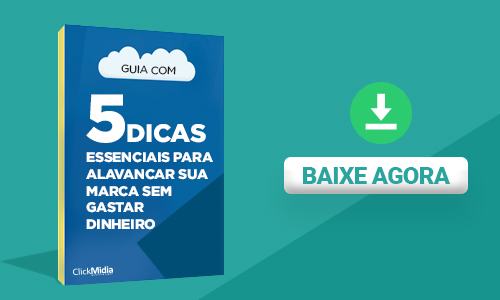 GUIA COM
5 DICAS
ESSENCIAIS PARA
ALAVANCAR SUA
MARCA SEM
GASTAR
DINHEIRO
ClickMídia
BAIXE AGORA